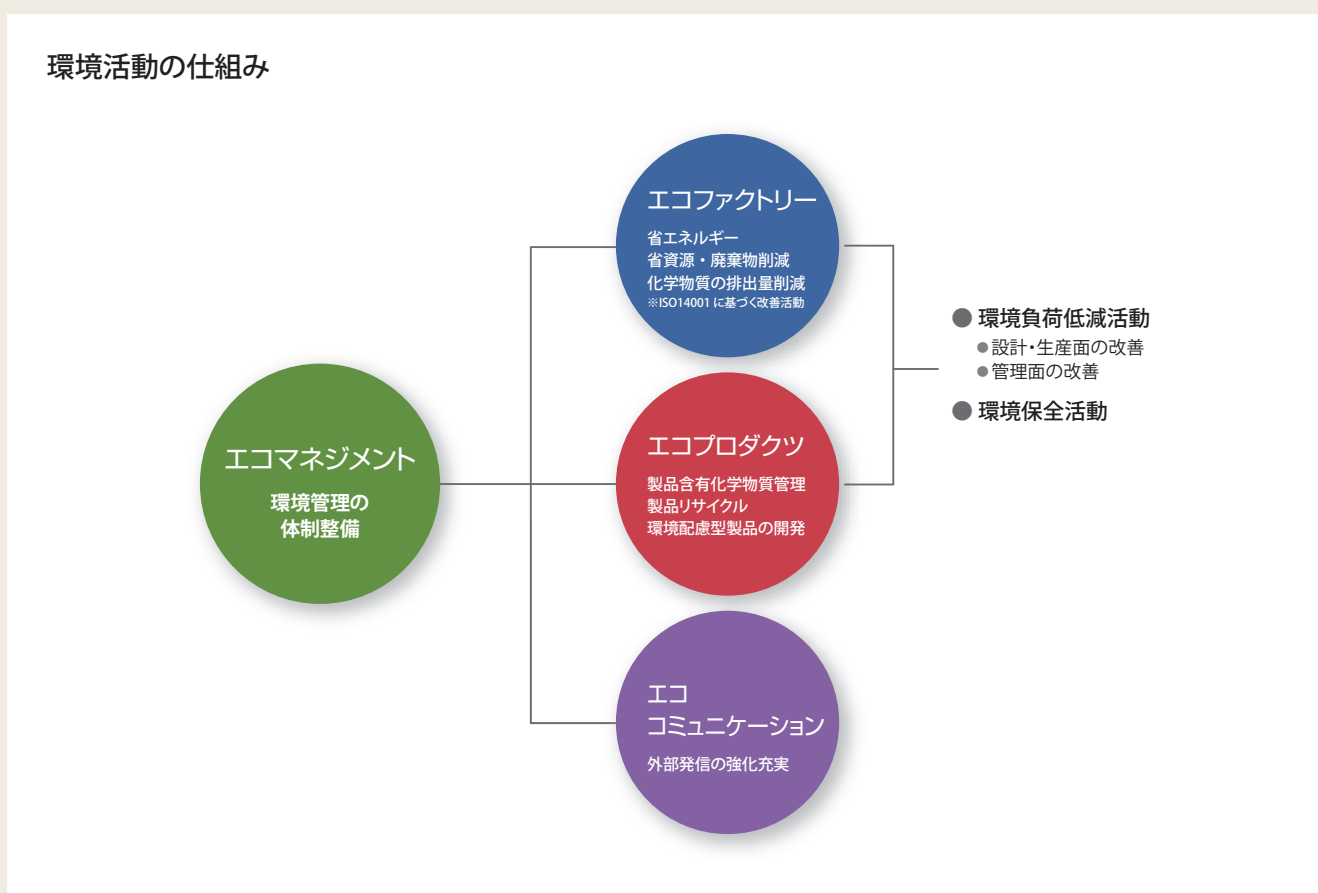 環境活動の仕組み
エコマネジメント
環境管理の
体制整備
エコファクトリー
省エネルギー
省資源・廃棄物削減
化学物質の排出量削減
※ISO14001 に基づく改善活動
エコプロダクツ
製品含有化学物質管理
製品リサイクル
環境配慮型製品の開発
エコ
コミュニケーション
外部発信の強化充実
● 環境負荷低減活動
●設計・生産面の改善
●管理面の改善
● 環境保全活動